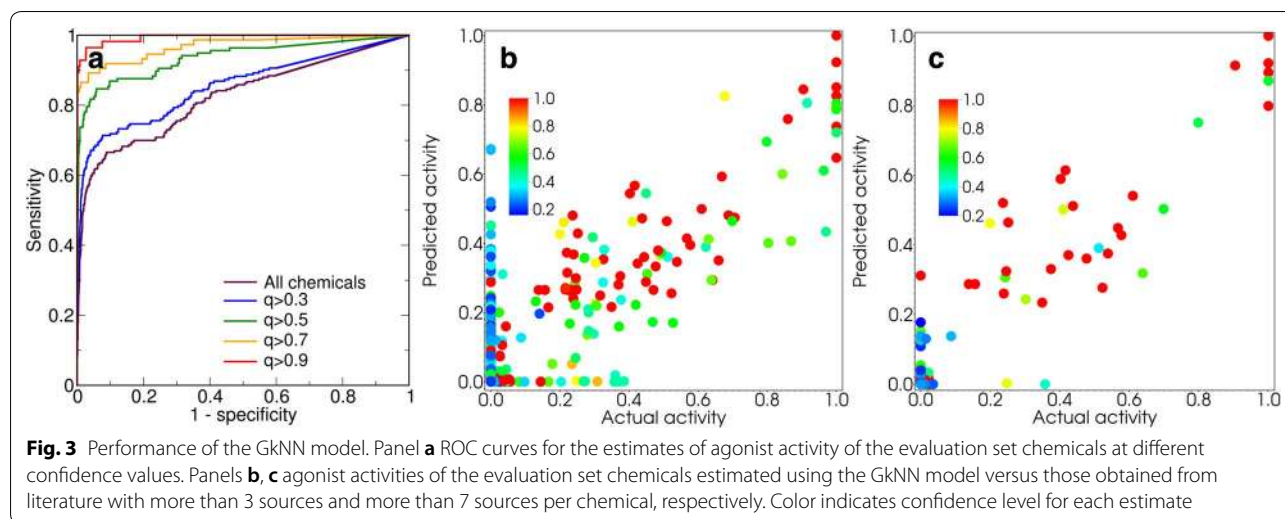 a
1
0.8
0.6
0.4
0.2
0
0
0.2
0.4
0.6
0.8
1
Sensitivity
1 - specificity
All chemicals
q>0.3
q>0.5
q>0.7
q>0.9
b
1.0
0.8
0.6
0.4
0.2
0.0
0.0
0.2
0.4
0.6
0.8
1.0
Predicted activity
Actual activity
1.0
0.8
0.6
0.4
0.2
c
1.0
0.8
0.6
0.4
0.2
0.0
0.0
0.2
0.4
0.6
0.8
1.0
Predicted activity
Actual activity
1.0
0.8
0.6
0.4
0.2
Fig. 3 Performance of the GkNN model. Panel a ROC curves for the estimates of agonist activity of the evaluation set chemicals at different
confidence values. Panels b, c agonist activities of the evaluation set chemicals estimated using the GkNN model versus those obtained from
literature with more than 3 sources and more than 7 sources per chemical, respectively. Color indicates confidence level for each estimate